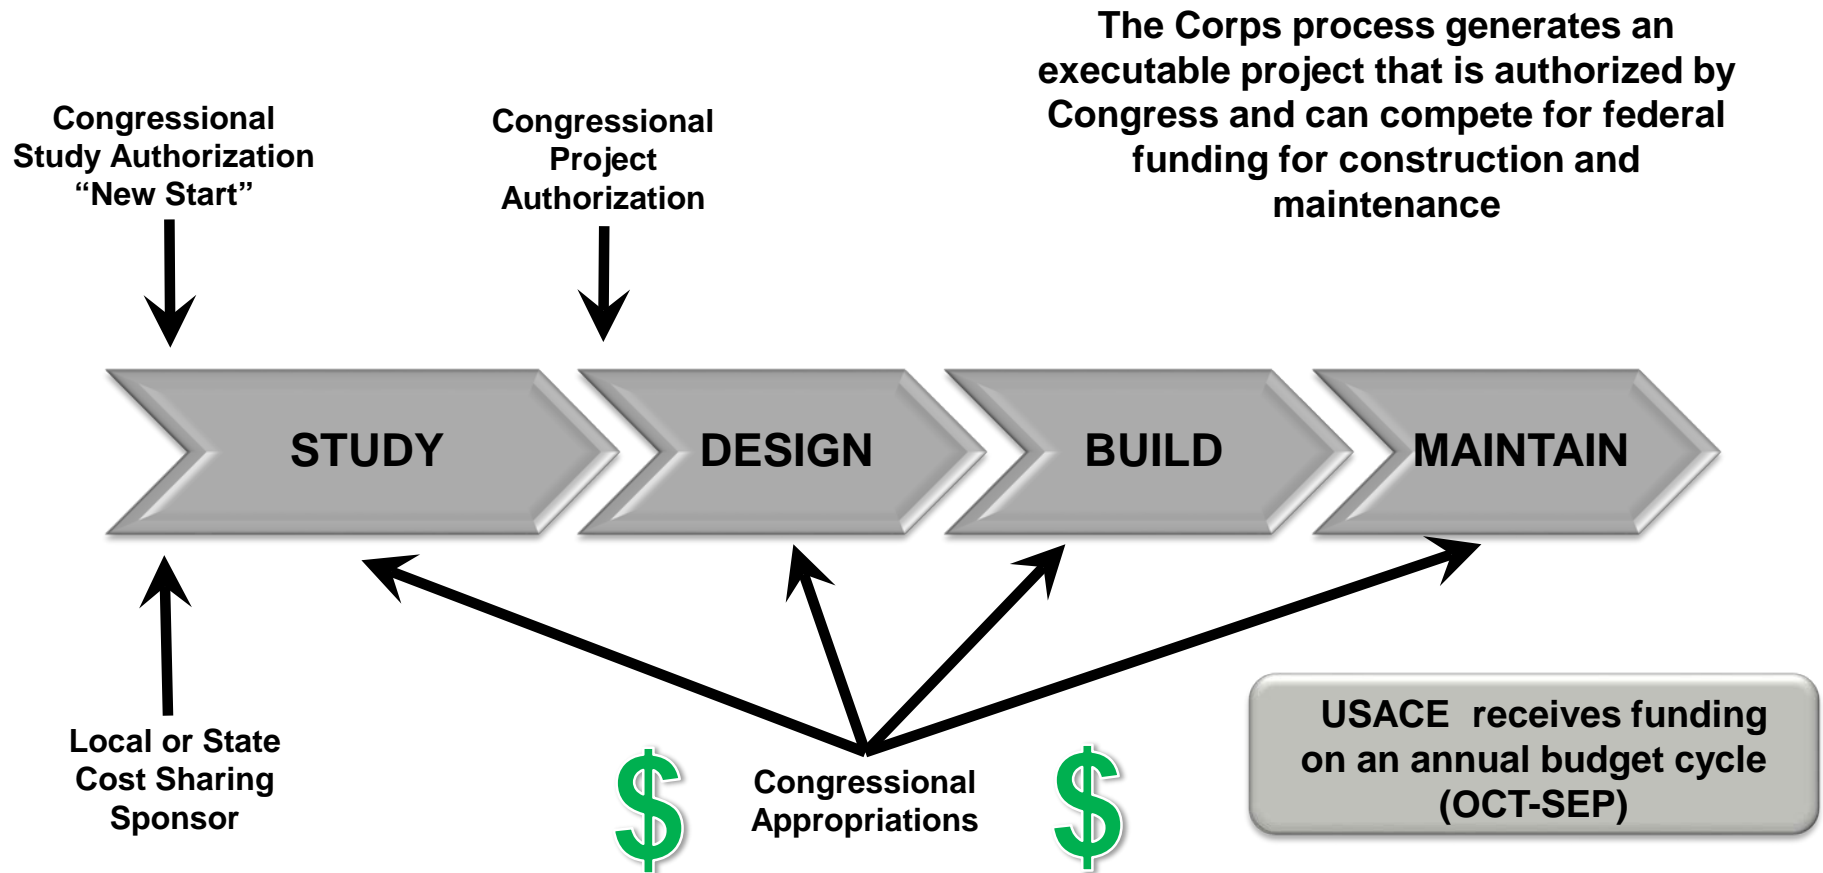 The Corps process generates an
executable project that is authorized by
Congress and can compete for federal
funding for construction and
maintenance
Congressional
Study Authorization
“New Start”
Congressional
Project
Authorization
STUDY
DESIGN
BUILD
MAINTAIN
Local or State
Cost Sharing
Sponsor
$
Congressional
Appropriations
$
USACE receives funding
on an annual budget cycle
(OCT-SEP)